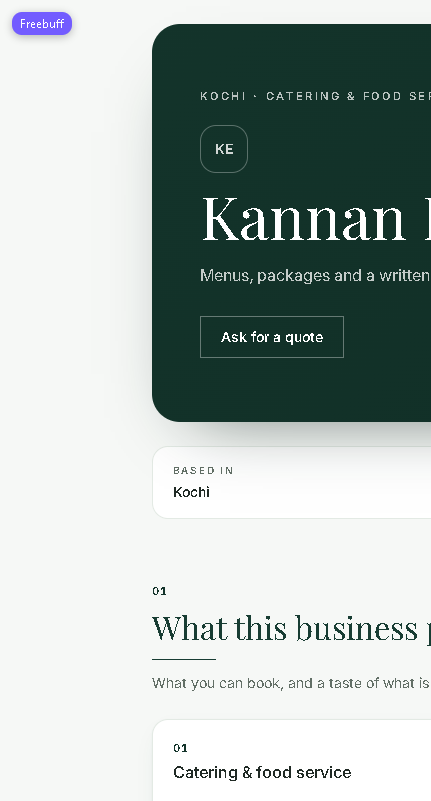 Freebuff
KOCHI · CATERING & FOOD
KE
Kannan
Menus, packages and a written
Ask for a quote
BASED IN
Kochi
01
What this business
What you can book, and a taste of what is
01
Catering & food service